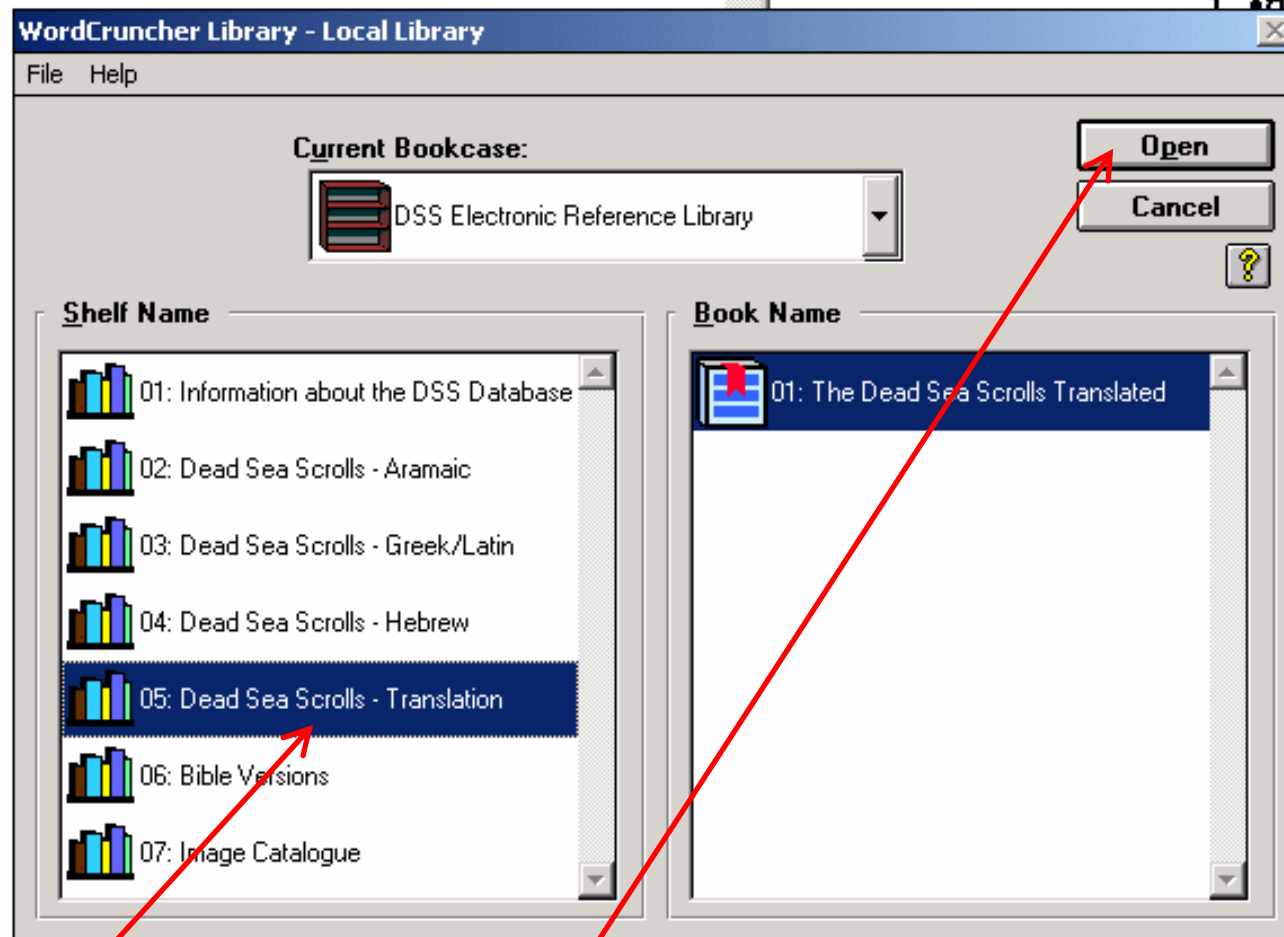 WordCruncher Library - Local Library
File Help
Current Bookcase:
Open
DSS Electronic Reference Library
Cancel
Shelf Name
Book Name
01: Information about the DSS Database
02: Dead Sea Scrolls - Aramaic
03: Dead Sea Scrolls - Greek/Latin
04: Dead Sea Scrolls - Hebrew
05: Dead Sea Scrolls - Translation
06: Bible Versions
07: Image Catalogue
01: The Dead Sea Scrolls Translated